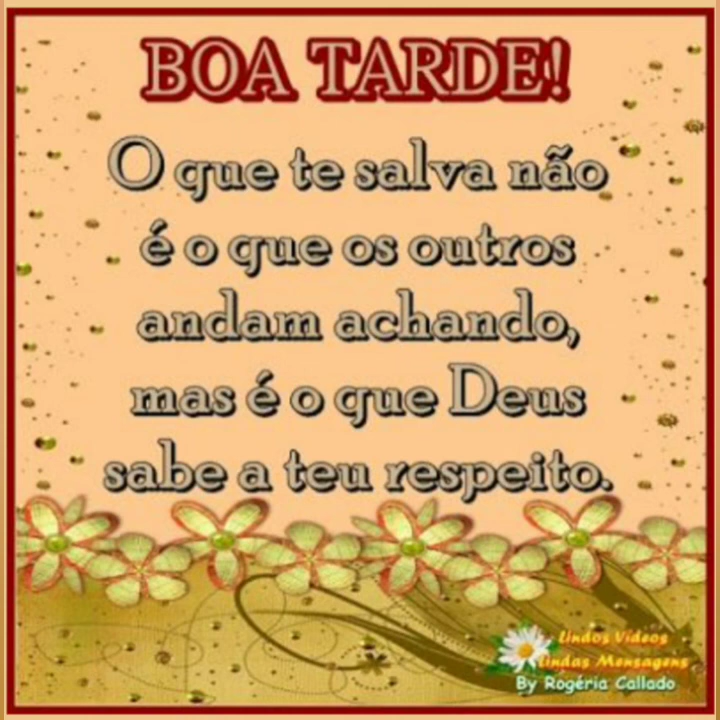 BOA TARDE!
O que te salva não
é o que os outros
andam achando,
mas é o que Deus
sabe a teu respeito.
Lindos Vídeos
Lindas Mensagens
By Rogéria Callado